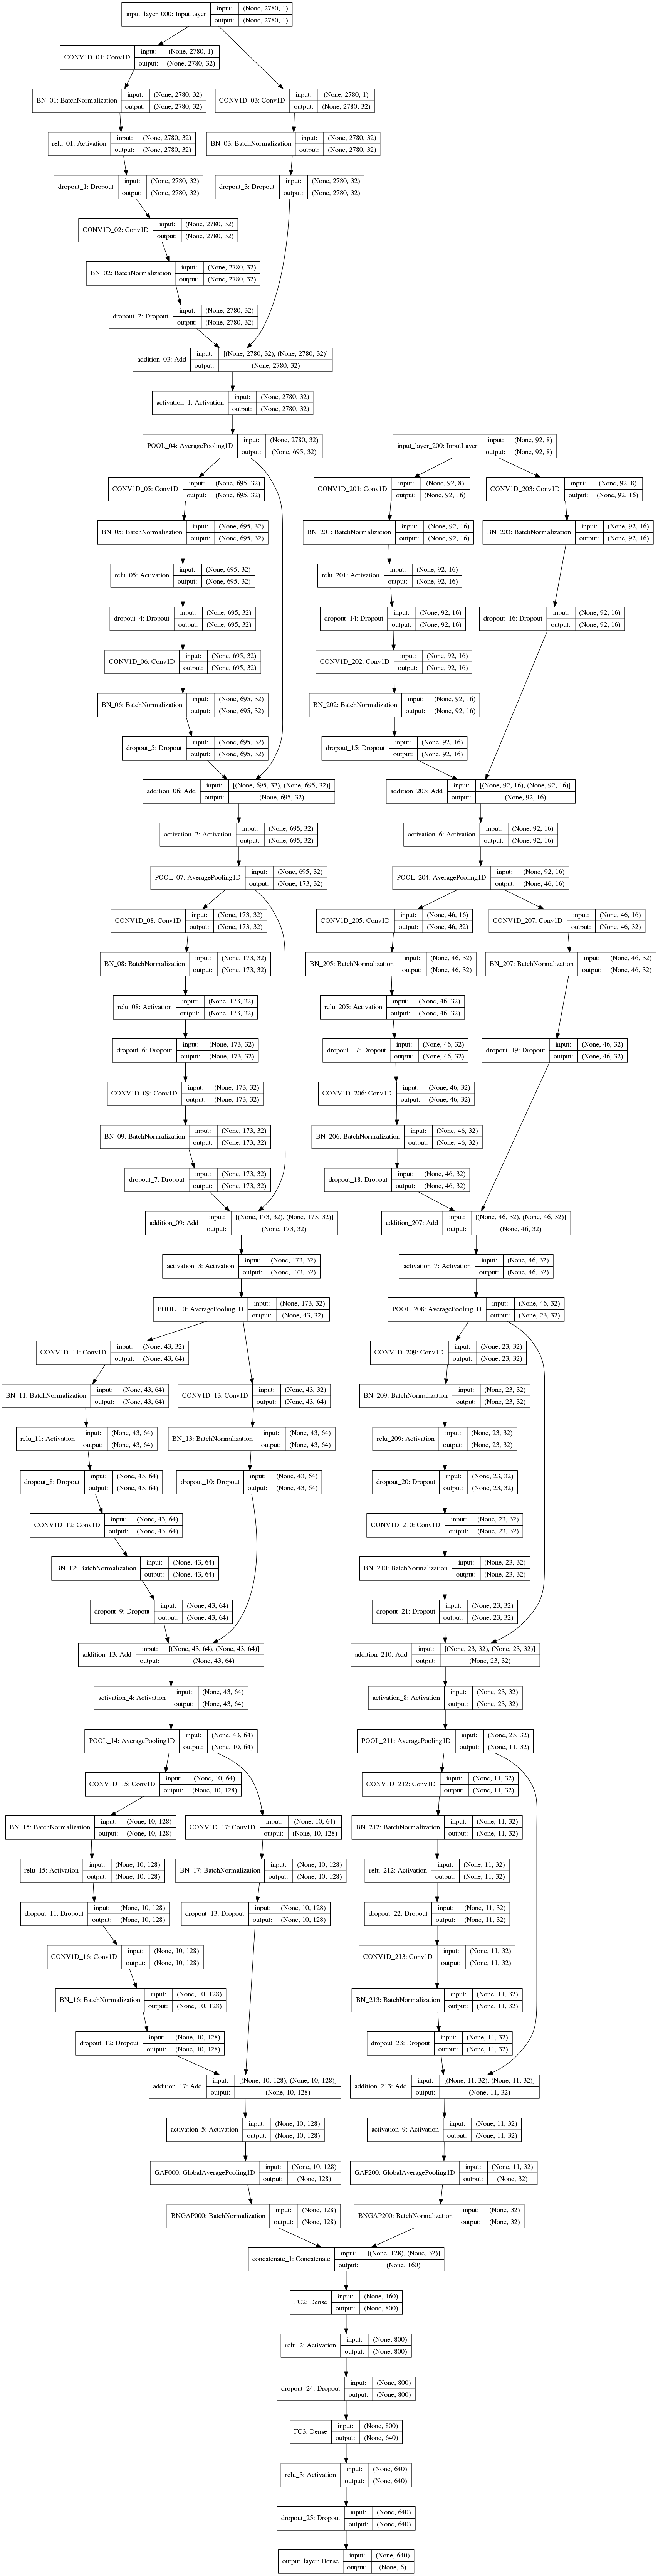 input_layer_000: InputLayer
input: (None, 2780, 1)
output: (None, 2780, 1)
CONV1D_01: Conv1D
input: (None, 2780, 1)
output: (None, 2780, 32)
BN_01: BatchNormalization
input: (None, 2780, 32)
output: (None, 2780, 32)
CONV1D_03: Conv1D
input: (None, 2780, 1)
output: (None, 2780, 32)
relu_01: Activation
input: (None, 2780, 32)
output: (None, 2780, 32)
BN_03: BatchNormalization
input: (None, 2780, 32)
output: (None, 2780, 32)
dropout_1: Dropout
input: (None, 2780, 32)
output: (None, 2780, 32)
dropout_3: Dropout
input: (None, 2780, 32)
output: (None, 2780, 32)
CONV1D_02: Conv1D
input: (None, 2780, 32)
output: (None, 2780, 32)
BN_02: BatchNormalization
input: (None, 2780, 32)
output: (None, 2780, 32)
dropout_2: Dropout
input: (None, 2780, 32)
output: (None, 2780, 32)
addition_03: Add
input: [(None, 2780, 32), (None, 2780, 32)]
output: (None, 2780, 32)
activation_1: Activation
input: (None, 2780, 32)
output: (None, 2780, 32)
POOL_04: AveragePooling1D
input: (None, 2780, 32)
output: (None, 695, 32)
input_layer_200: InputLayer
input: (None, 92, 8)
output: (None, 92, 8)
CONV1D_05: Conv1D
input: (None, 695, 32)
output: (None, 695, 32)
CONV1D_201: Conv1D
input: (None, 92, 8)
output: (None, 92, 16)
CONV1D_203: Conv1D
input: (None, 92, 8)
output: (None, 92, 16)
BN_05: BatchNormalization
input: (None, 695, 32)
output: (None, 695, 32)
BN_201: BatchNormalization
input: (None, 92, 16)
output: (None, 92, 16)
BN_203: BatchNormalization
input: (None, 92, 16)
output: (None, 92, 16)
relu_05: Activation
input: (None, 695, 32)
output: (None, 695, 32)
relu_201: Activation
input: (None, 92, 16)
output: (None, 92, 16)
dropout_4: Dropout
input: (None, 695, 32)
output: (None, 695, 32)
dropout_14: Dropout
input: (None, 92, 16)
output: (None, 92, 16)
dropout_16: Dropout
input: (None, 92, 16)
output: (None, 92, 16)
CONV1D_06: Conv1D
input: (None, 695, 32)
output: (None, 695, 32)
CONV1D_202: Conv1D
input: (None, 92, 16)
output: (None, 92, 16)
BN_06: BatchNormalization
input: (None, 695, 32)
output: (None, 695, 32)
BN_202: BatchNormalization
input: (None, 92, 16)
output: (None, 92, 16)
dropout_5: Dropout
input: (None, 695, 32)
output: (None, 695, 32)
dropout_15: Dropout
input: (None, 92, 16)
output: (None, 92, 16)
addition_06: Add
input: [(None, 695, 32), (None, 695, 32)]
output: (None, 695, 32)
addition_203: Add
input: [(None, 92, 16), (None, 92, 16)]
output: (None, 92, 16)
activation_2: Activation
input: (None, 695, 32)
output: (None, 695, 32)
activation_6: Activation
input: (None, 92, 16)
output: (None, 92, 16)
POOL_07: AveragePooling1D
input: (None, 695, 32)
output: (None, 173, 32)
POOL_204: AveragePooling1D
input: (None, 92, 16)
output: (None, 46, 16)
CONV1D_08: Conv1D
input: (None, 173, 32)
output: (None, 173, 32)
CONV1D_205: Conv1D
input: (None, 46, 16)
output: (None, 46, 32)
CONV1D_207: Conv1D
input: (None, 46, 16)
output: (None, 46, 32)
BN_08: BatchNormalization
input: (None, 173, 32)
output: (None, 173, 32)
BN_205: BatchNormalization
input: (None, 46, 32)
output: (None, 46, 32)
BN_207: BatchNormalization
input: (None, 46, 32)
output: (None, 46, 32)
relu_08: Activation
input: (None, 173, 32)
output: (None, 173, 32)
relu_205: Activation
input: (None, 46, 32)
output: (None, 46, 32)
dropout_6: Dropout
input: (None, 173, 32)
output: (None, 173, 32)
dropout_17: Dropout
input: (None, 46, 32)
output: (None, 46, 32)
dropout_19: Dropout
input: (None, 46, 32)
output: (None, 46, 32)
CONV1D_09: Conv1D
input: (None, 173, 32)
output: (None, 173, 32)
CONV1D_206: Conv1D
input: (None, 46, 32)
output: (None, 46, 32)
BN_09: BatchNormalization
input: (None, 173, 32)
output: (None, 173, 32)
BN_206: BatchNormalization
input: (None, 46, 32)
output: (None, 46, 32)
dropout_7: Dropout
input: (None, 173, 32)
output: (None, 173, 32)
dropout_18: Dropout
input: (None, 46, 32)
output: (None, 46, 32)
addition_09: Add
input: [(None, 173, 32), (None, 173, 32)]
output: (None, 173, 32)
addition_207: Add
input: [(None, 46, 32), (None, 46, 32)]
output: (None, 46, 32)
activation_3: Activation
input: (None, 173, 32)
output: (None, 173, 32)
activation_7: Activation
input: (None, 46, 32)
output: (None, 46, 32)
POOL_10: AveragePooling1D
input: (None, 173, 32)
output: (None, 43, 32)
POOL_208: AveragePooling1D
input: (None, 46, 32)
output: (None, 23, 32)
CONV1D_11: Conv1D
input: (None, 43, 32)
output: (None, 43, 64)
CONV1D_209: Conv1D
input: (None, 23, 32)
output: (None, 23, 32)
BN_11: BatchNormalization
input: (None, 43, 64)
output: (None, 43, 64)
CONV1D_13: Conv1D
input: (None, 43, 32)
output: (None, 43, 64)
BN_209: BatchNormalization
input: (None, 23, 32)
output: (None, 23, 32)
relu_11: Activation
input: (None, 43, 64)
output: (None, 43, 64)
BN_13: BatchNormalization
input: (None, 43, 64)
output: (None, 43, 64)
relu_209: Activation
input: (None, 23, 32)
output: (None, 23, 32)
dropout_8: Dropout
input: (None, 43, 64)
output: (None, 43, 64)
dropout_10: Dropout
input: (None, 43, 64)
output: (None, 43, 64)
dropout_20: Dropout
input: (None, 23, 32)
output: (None, 23, 32)
CONV1D_12: Conv1D
input: (None, 43, 64)
output: (None, 43, 64)
CONV1D_210: Conv1D
input: (None, 23, 32)
output: (None, 23, 32)
BN_12: BatchNormalization
input: (None, 43, 64)
output: (None, 43, 64)
BN_210: BatchNormalization
input: (None, 23, 32)
output: (None, 23, 32)
dropout_9: Dropout
input: (None, 43, 64)
output: (None, 43, 64)
dropout_21: Dropout
input: (None, 23, 32)
output: (None, 23, 32)
addition_13: Add
input: [(None, 43, 64), (None, 43, 64)]
output: (None, 43, 64)
addition_210: Add
input: [(None, 23, 32), (None, 23, 32)]
output: (None, 23, 32)
activation_4: Activation
input: (None, 43, 64)
output: (None, 43, 64)
activation_8: Activation
input: (None, 23, 32)
output: (None, 23, 32)
POOL_14: AveragePooling1D
input: (None, 43, 64)
output: (None, 10, 64)
POOL_211: AveragePooling1D
input: (None, 23, 32)
output: (None, 11, 32)
CONV1D_15: Conv1D
input: (None, 10, 64)
output: (None, 10, 128)
CONV1D_212: Conv1D
input: (None, 11, 32)
output: (None, 11, 32)
BN_15: BatchNormalization
input: (None, 10, 128)
output: (None, 10, 128)
CONV1D_17: Conv1D
input: (None, 10, 64)
output: (None, 10, 128)
BN_212: BatchNormalization
input: (None, 11, 32)
output: (None, 11, 32)
relu_15: Activation
input: (None, 10, 128)
output: (None, 10, 128)
BN_17: BatchNormalization
input: (None, 10, 128)
output: (None, 10, 128)
relu_212: Activation
input: (None, 11, 32)
output: (None, 11, 32)
dropout_11: Dropout
input: (None, 10, 128)
output: (None, 10, 128)
dropout_13: Dropout
input: (None, 10, 128)
output: (None, 10, 128)
dropout_22: Dropout
input: (None, 11, 32)
output: (None, 11, 32)
CONV1D_16: Conv1D
input: (None, 10, 128)
output: (None, 10, 128)
CONV1D_213: Conv1D
input: (None, 11, 32)
output: (None, 11, 32)
BN_16: BatchNormalization
input: (None, 10, 128)
output: (None, 10, 128)
BN_213: BatchNormalization
input: (None, 11, 32)
output: (None, 11, 32)
dropout_12: Dropout
input: (None, 10, 128)
output: (None, 10, 128)
dropout_23: Dropout
input: (None, 11, 32)
output: (None, 11, 32)
addition_17: Add
input: [(None, 10, 128), (None, 10, 128)]
output: (None, 10, 128)
addition_213: Add
input: [(None, 11, 32), (None, 11, 32)]
output: (None, 11, 32)
activation_5: Activation
input: (None, 10, 128)
output: (None, 10, 128)
activation_9: Activation
input: (None, 11, 32)
output: (None, 11, 32)
GAP000: GlobalAveragePooling1D
input: (None, 10, 128)
output: (None, 128)
GAP200: GlobalAveragePooling1D
input: (None, 11, 32)
output: (None, 32)
BNGAP000: BatchNormalization
input: (None, 128)
output: (None, 128)
BNGAP200: BatchNormalization
input: (None, 32)
output: (None, 32)
concatenate_1: Concatenate
input: [(None, 128), (None, 32)]
output: (None, 160)
FC2: Dense
input: (None, 160)
output: (None, 800)
relu_2: Activation
input: (None, 800)
output: (None, 800)
dropout_24: Dropout
input: (None, 800)
output: (None, 800)
FC3: Dense
input: (None, 800)
output: (None, 640)
relu_3: Activation
input: (None, 640)
output: (None, 640)
dropout_25: Dropout
input: (None, 640)
output: (None, 640)
output_layer: Dense
input: (None, 640)
output: (None, 6)